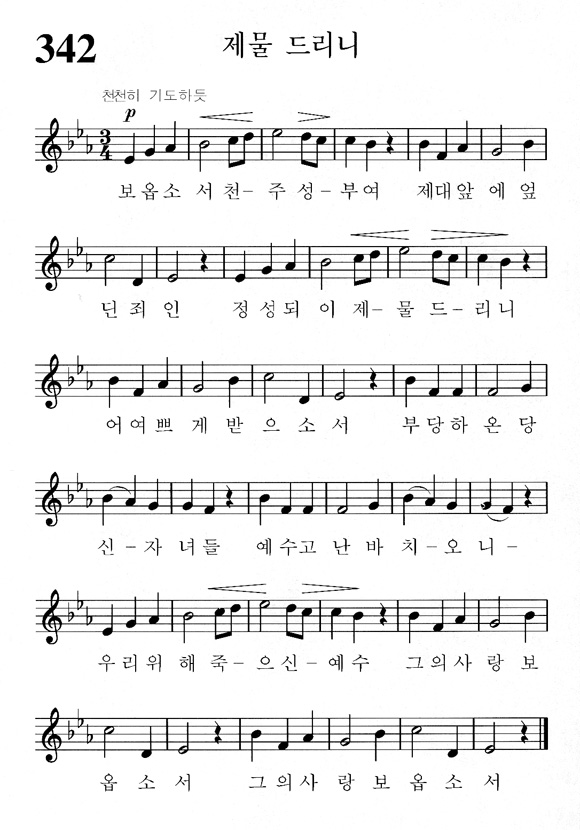 342
제물 드리니
천천히 기도하듯
p
3
4
보옵소 서천- 주성-부여 제대앞 에 엎
딘 죄 인 정 성 되 이 제- 물 드-리 니
어여쁘 게 받 으 소 서 부당하 온 당
신-자 녀들 예수고 난 바 치-오 니-
우리위 해 죽-으신-예수 그의사 랑 보
옵 소 서 그의사 랑 보 옵 소 서